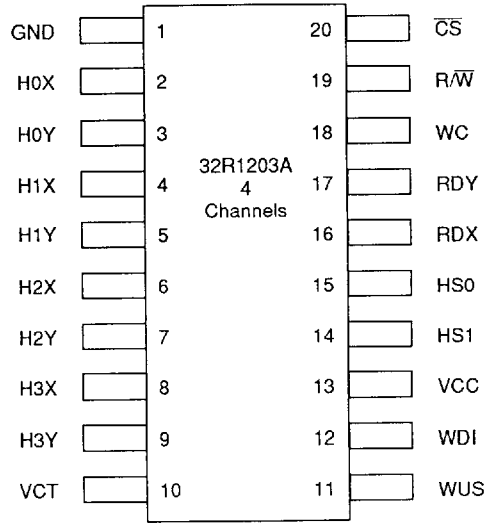 GND 1 20 C̅S̅
H0X 2 19 R/W̅
H0Y 3 18 WC
32R1203A
H1X 4 17 RDY
4
Channels
H1Y 5 16 RDX
H2X 6 15 HS0
H2Y 7 14 HS1
H3X 8 13 VCC
H3Y 9 12 WDI
VCT 10 11 WUS